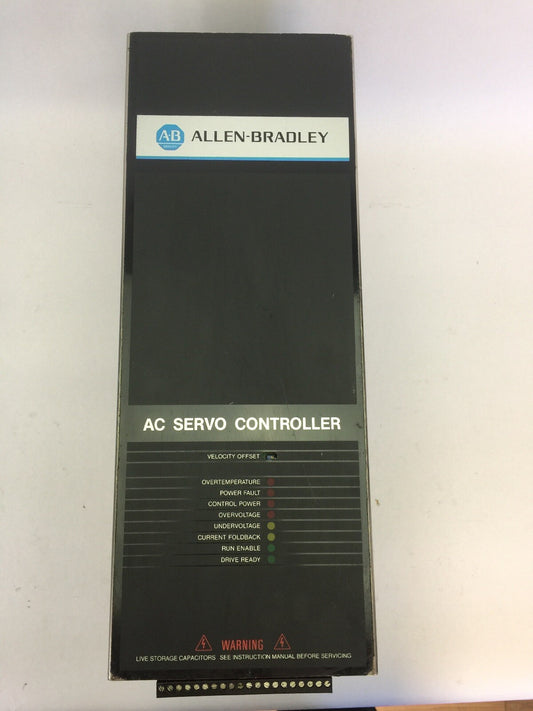 A·B ALLEN-BRADLEY
AC SERVO CONTROLLER
VELOCITY OFFSET
OVERTEMPERATURE
POWER FAULT
CONTROL POWER
OVERVOLTAGE
UNDERVOLTAGE
CURRENT FOLDBACK
RUN ENABLE
DRIVE READY
WARNING
LIVE STORAGE CAPACITORS SEE INSTRUCTION MANUAL BEFORE SERVICING